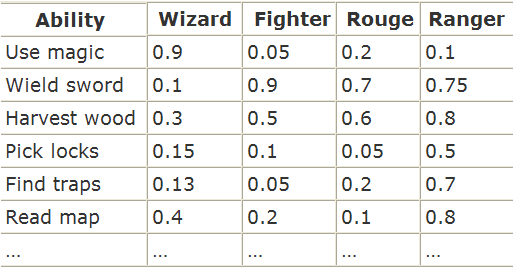 Ability Wizard Fighter Rouge Ranger
Use magic 0.9 0.05 0.2 0.1
Wield sword 0.1 0.9 0.7 0.75
Harvest wood 0.3 0.5 0.6 0.8
Pick locks 0.15 0.1 0.05 0.5
Find traps 0.13 0.05 0.2 0.7
Read map 0.4 0.2 0.1 0.8
... ... ... ... ...